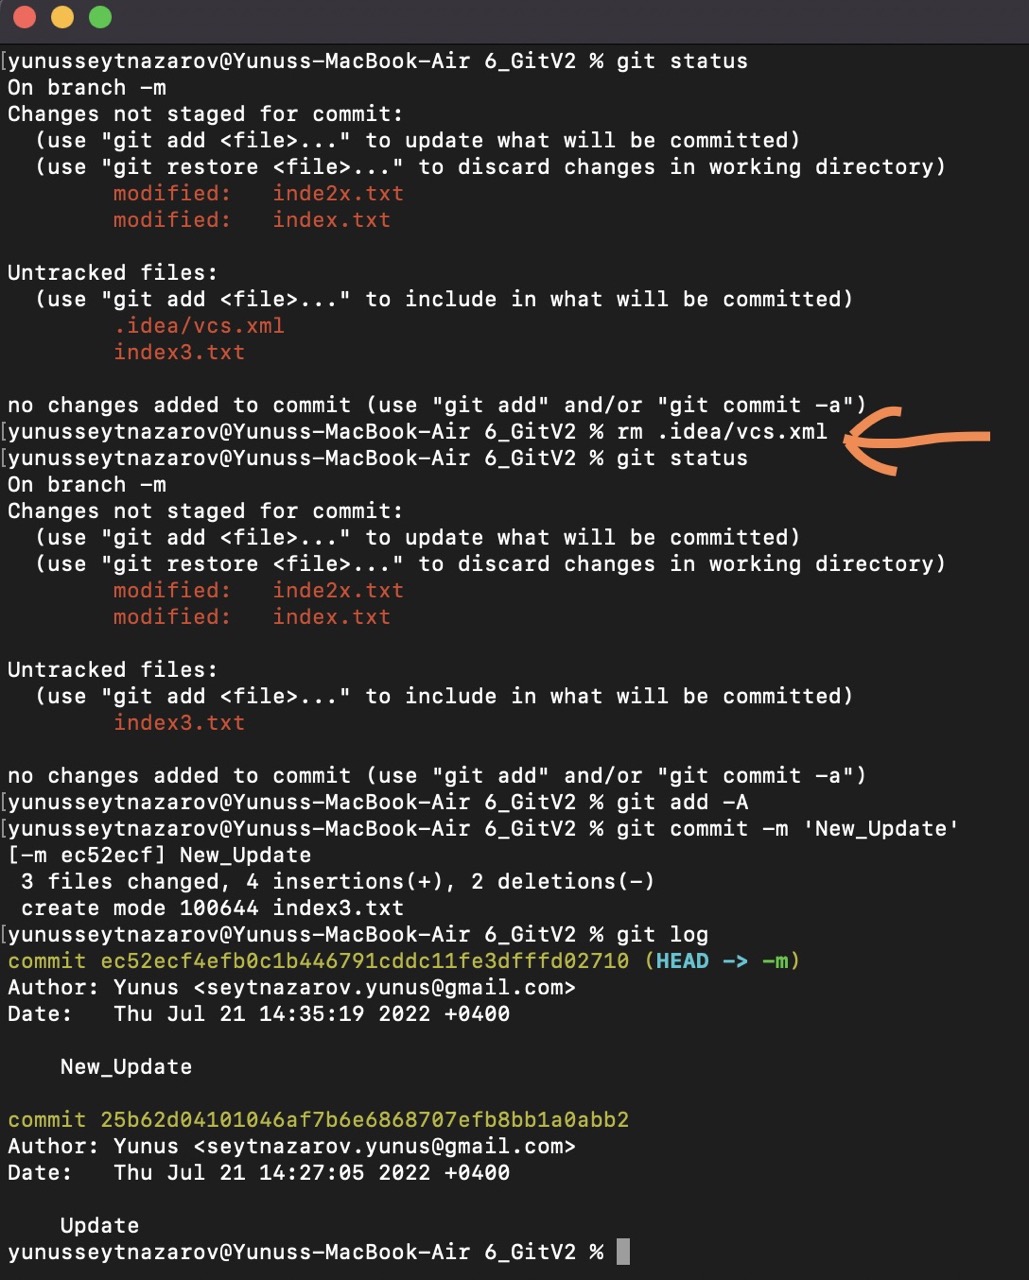 [yunusseytnazarov@Yunuss-MacBook-Air 6_GitV2 % git status
On branch -m
Changes not staged for commit:
  (use "git add <file>..." to update what will be committed)
  (use "git restore <file>..." to discard changes in working directory)
        modified:   inde2x.txt
        modified:   index.txt

Untracked files:
  (use "git add <file>..." to include in what will be committed)
        .idea/vcs.xml
        index3.txt

no changes added to commit (use "git add" and/or "git commit -a")
[yunusseytnazarov@Yunuss-MacBook-Air 6_GitV2 % rm .idea/vcs.xml
[yunusseytnazarov@Yunuss-MacBook-Air 6_GitV2 % git status
On branch -m
Changes not staged for commit:
  (use "git add <file>..." to update what will be committed)
  (use "git restore <file>..." to discard changes in working directory)
        modified:   inde2x.txt
        modified:   index.txt

Untracked files:
  (use "git add <file>..." to include in what will be committed)
        index3.txt

no changes added to commit (use "git add" and/or "git commit -a")
[yunusseytnazarov@Yunuss-MacBook-Air 6_GitV2 % git add -A
[yunusseytnazarov@Yunuss-MacBook-Air 6_GitV2 % git commit -m 'New_Update'
[-m ec52ecf] New_Update
 3 files changed, 4 insertions(+), 2 deletions(-)
 create mode 100644 index3.txt
[yunusseytnazarov@Yunuss-MacBook-Air 6_GitV2 % git log
commit ec52ecf4efb0c1b446791cddc11fe3dfffd02710 (HEAD -> -m)
Author: Yunus <seytnazarov.yunus@gmail.com>
Date:   Thu Jul 21 14:35:19 2022 +0400

    New_Update

commit 25b62d04101046af7b6e6868707efb8bb1a0abb2
Author: Yunus <seytnazarov.yunus@gmail.com>
Date:   Thu Jul 21 14:27:05 2022 +0400

    Update
yunusseytnazarov@Yunuss-MacBook-Air 6_GitV2 %